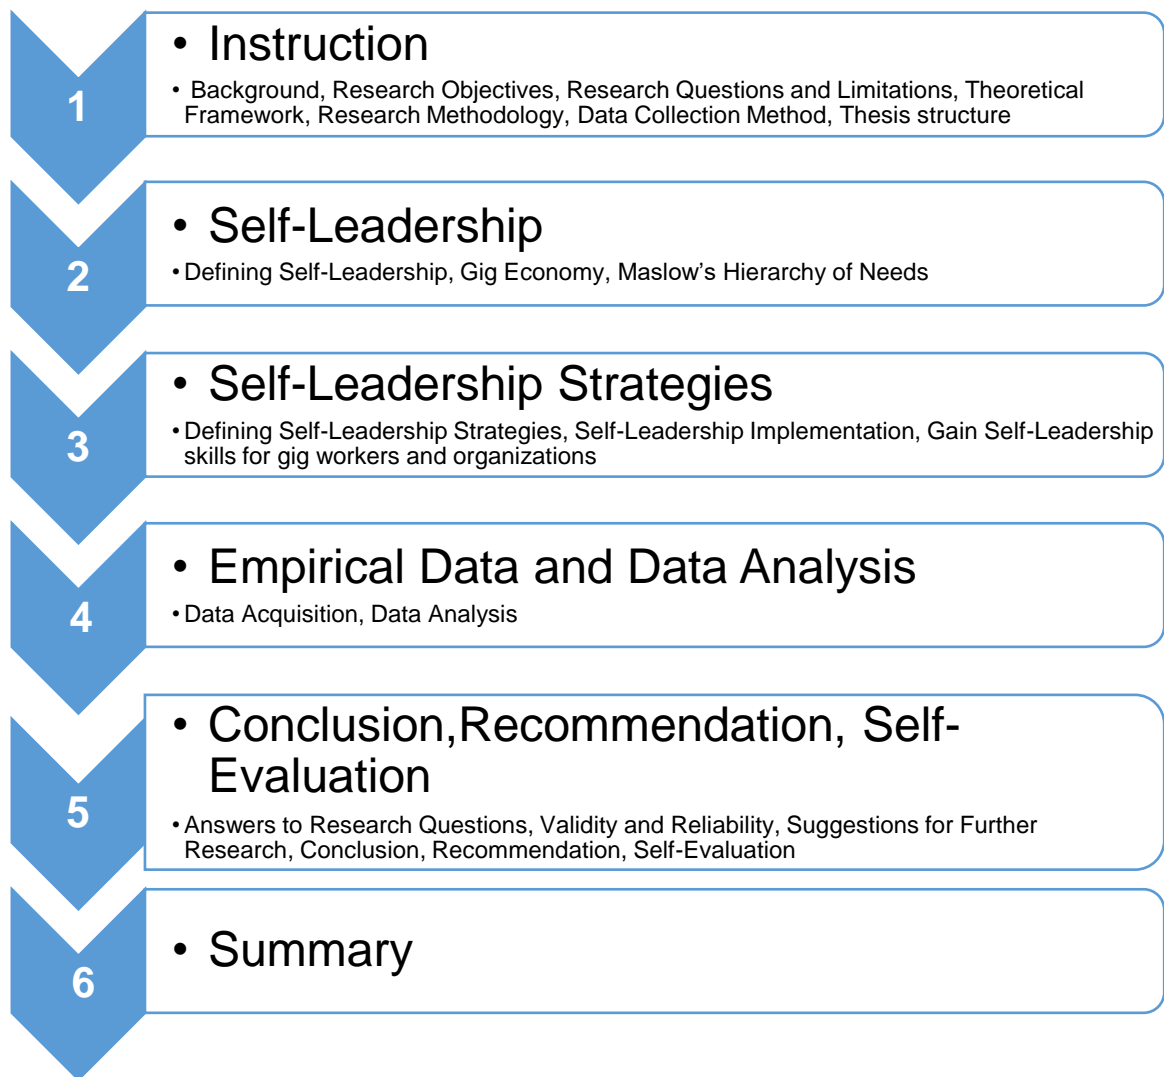 1
• Instruction
• Background, Research Objectives, Research Questions and Limitations, Theoretical
Framework, Research Methodology, Data Collection Method, Thesis structure
2
• Self-Leadership
• Defining Self-Leadership, Gig Economy, Maslow’s Hierarchy of Needs
3
• Self-Leadership Strategies
• Defining Self-Leadership Strategies, Self-Leadership Implementation, Gain Self-Leadership
skills for gig workers and organizations
4
• Empirical Data and Data Analysis
• Data Acquisition, Data Analysis
5
• Conclusion,Recommendation, Self-
Evaluation
• Answers to Research Questions, Validity and Reliability, Suggestions for Further
Research, Conclusion, Recommendation, Self-Evaluation
6
• Summary